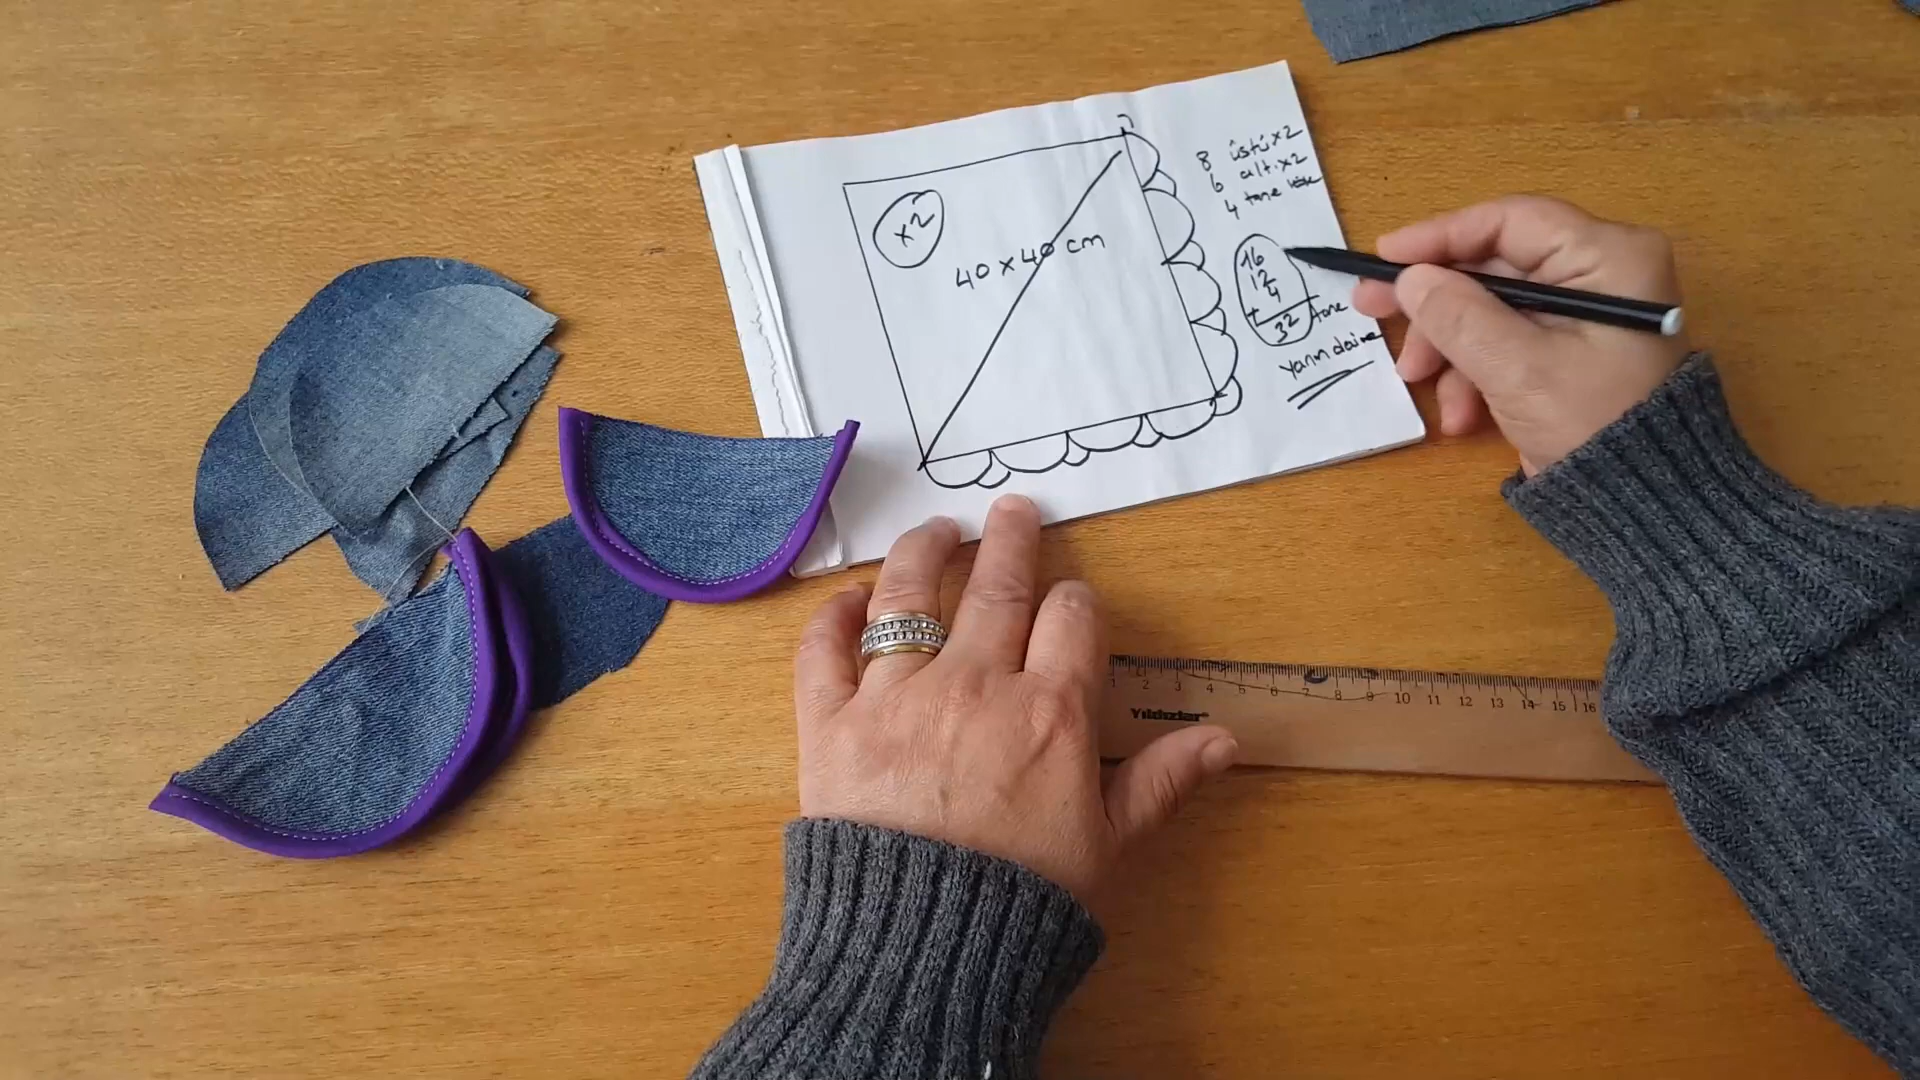 x2
40 x 40 cm
8 üstü x2
6 alt. x2
4 tane
16
12
4
+
32 tane
Yarım daire
1 2 3 4 5 6 7 8 9 10 11 12 13 14 15 16
Yıldızlar